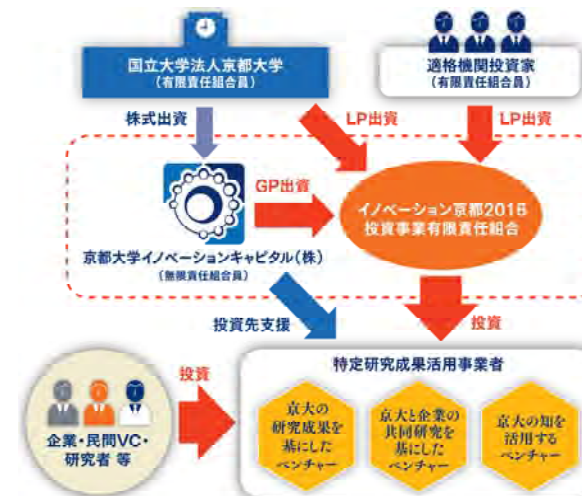 国立大学法人京都大学
(有限責任組合員)
適格機関投資家
(有限責任組合員)
株式出資
LP出資
LP出資
GP出資
イノベーション京都2016
投資事業有限責任組合
京都大学イノベーションキャピタル(株)
(無限責任組合員)
投資先支援
投資
特定研究成果活用事業者
投資
企業・民間VC・
研究者 等
京大の
研究成果を
基にした
ベンチャー
京大と企業の
共同研究を
基にした
ベンチャー
京大の知を
活用する
ベンチャー